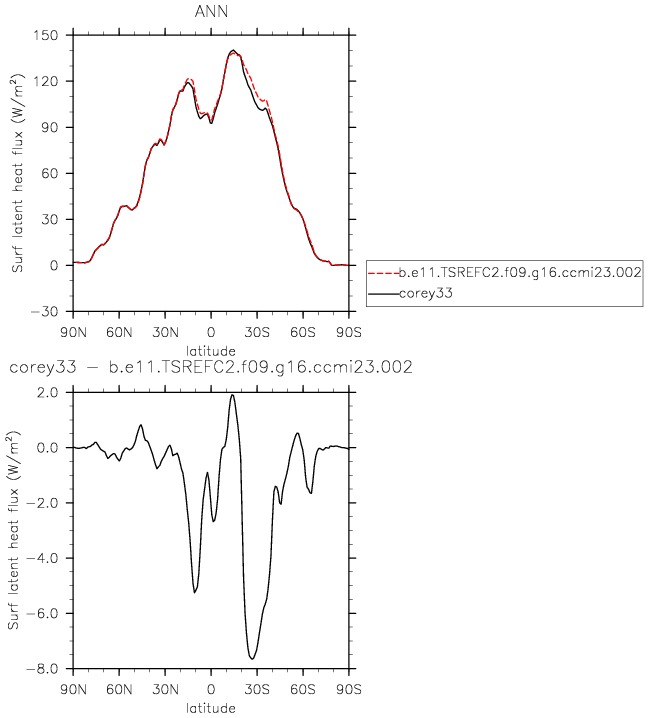 ANN
Surf latent heat flux (W/m²)
150
120
90
60
30
0
−30
90N 60N 30N 0 30S 60S 90S
latitude
b.e11.TSREFC2.f09.g16.ccmi23.002
corey33
corey33 − b.e11.TSREFC2.f09.g16.ccmi23.002
Surf latent heat flux (W/m²)
2.0
0.0
−2.0
−4.0
−6.0
−8.0
90N 60N 30N 0 30S 60S 90S
latitude